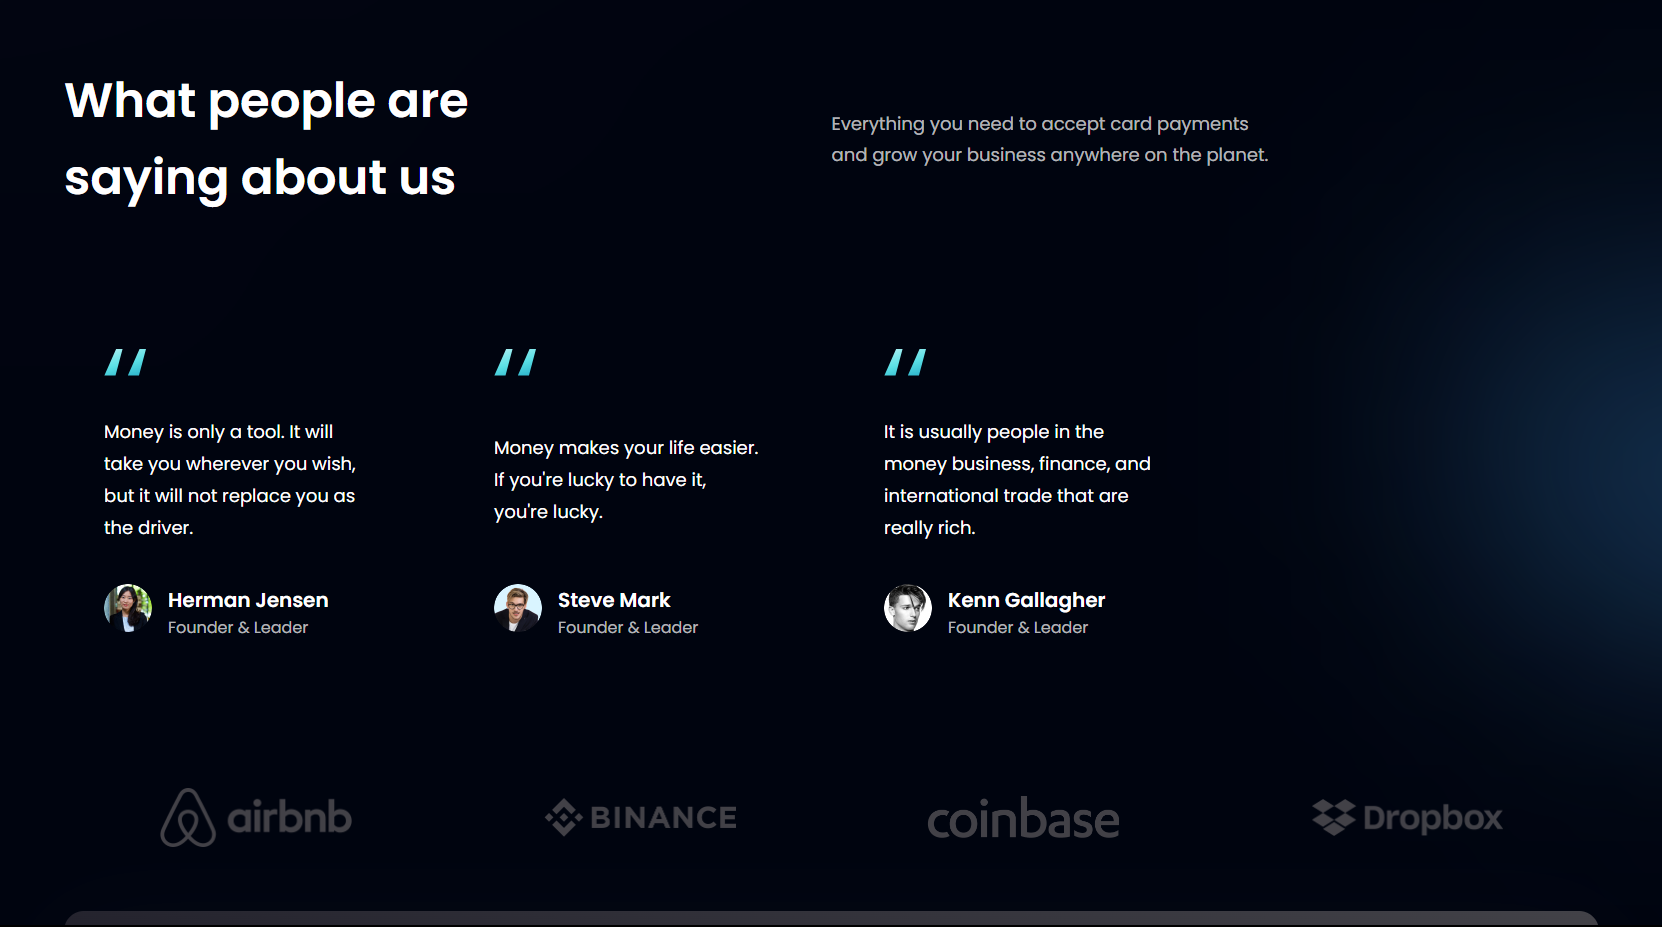 What people are
saying about us
Everything you need to accept card payments
and grow your business anywhere on the planet.
Money is only a tool. It will
take you wherever you wish,
but it will not replace you as
the driver.
Herman Jensen
Founder & Leader
Money makes your life easier.
If you're lucky to have it,
you're lucky.
Steve Mark
Founder & Leader
It is usually people in the
money business, finance, and
international trade that are
really rich.
Kenn Gallagher
Founder & Leader
airbnb
BINANCE
coinbase
Dropbox